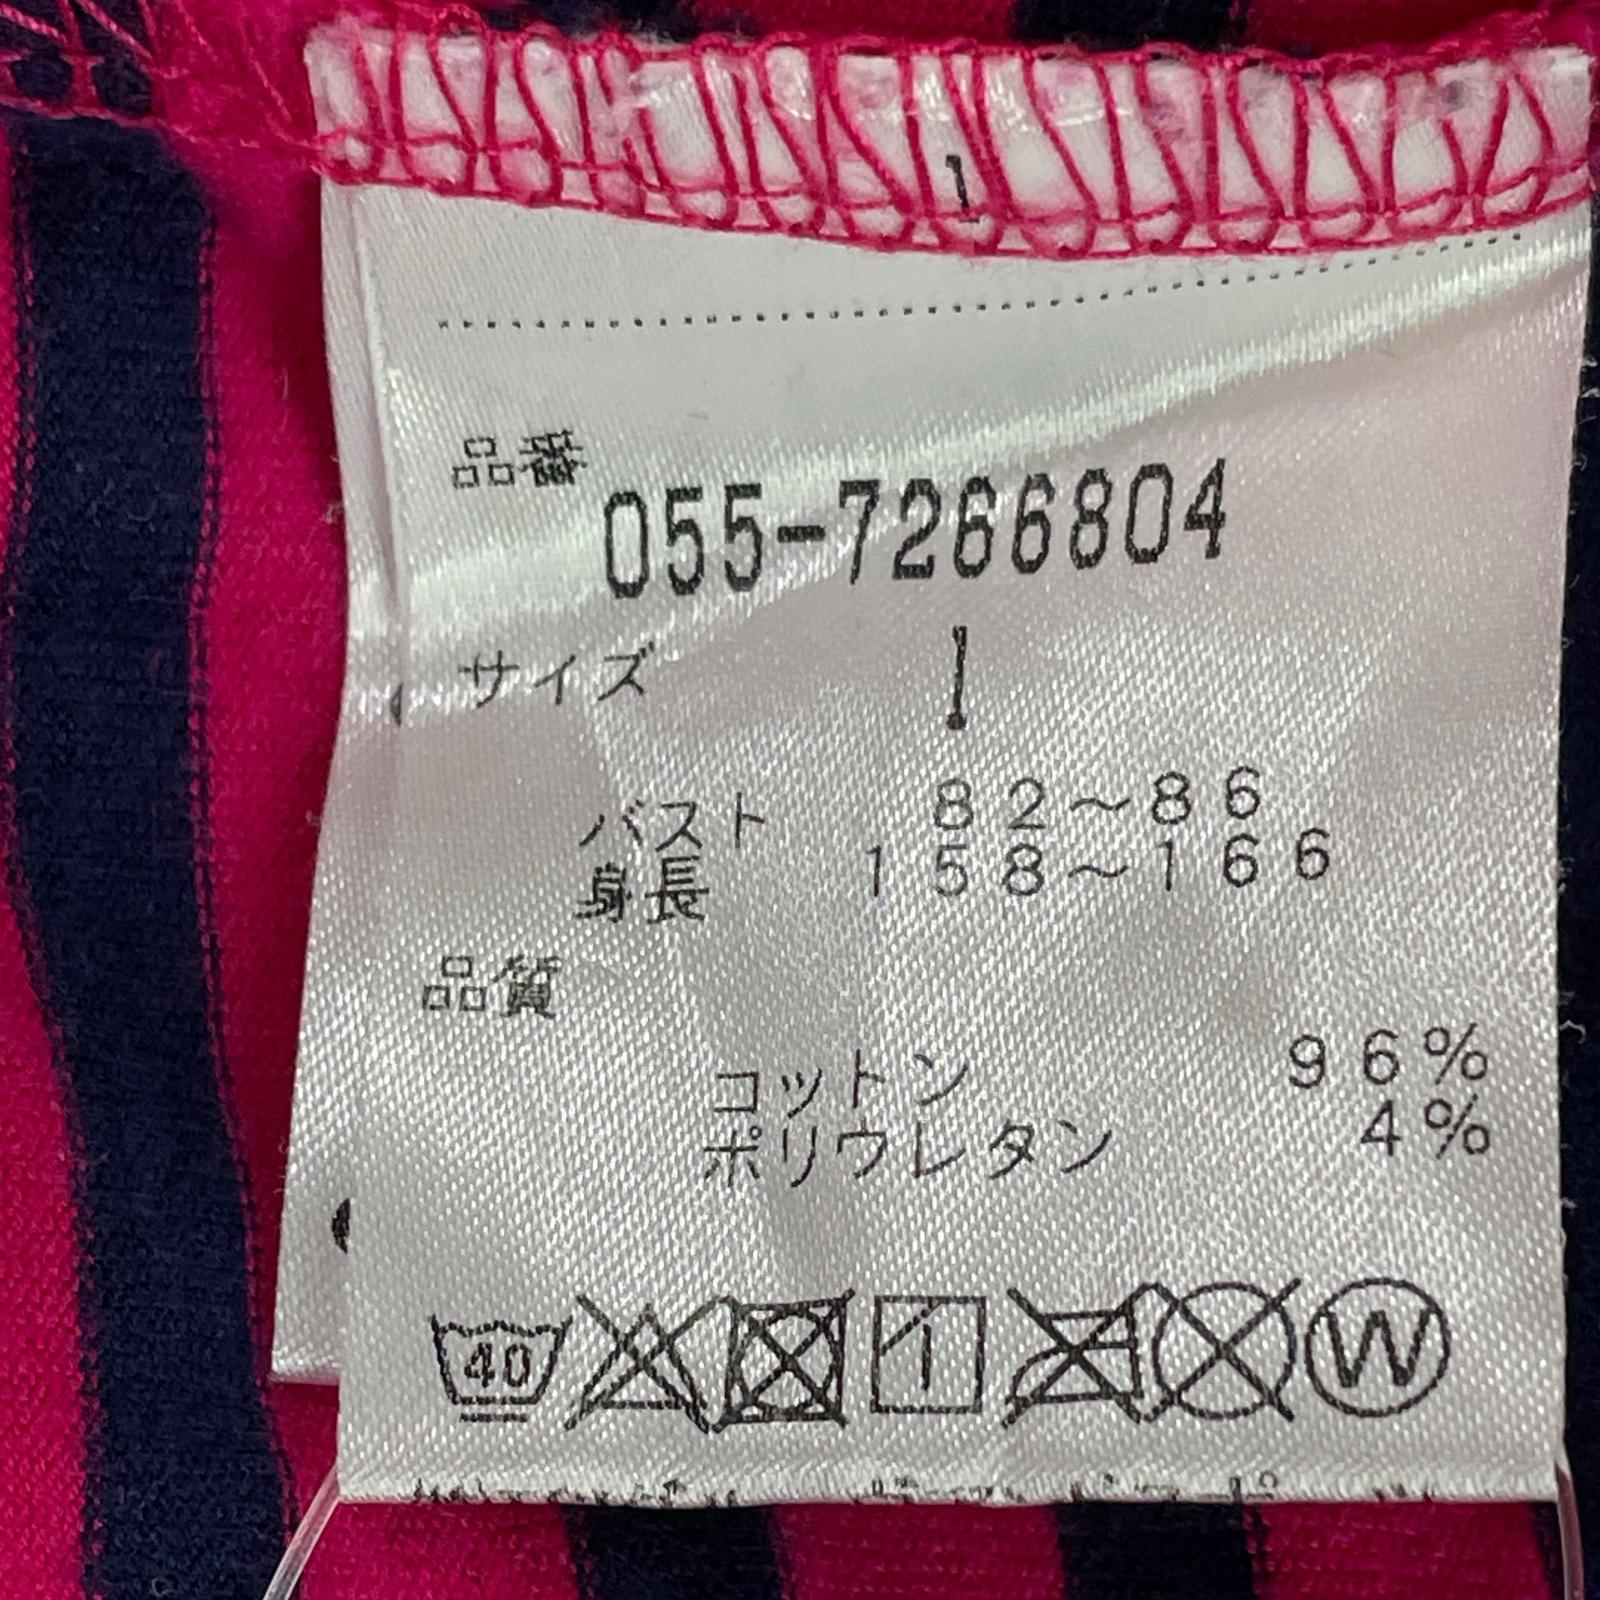 1
品番
055-7266804
サイズ
バスト 82～86
身長 158～166
品質
コットン 96%
ポリウレタン 4%
40 W